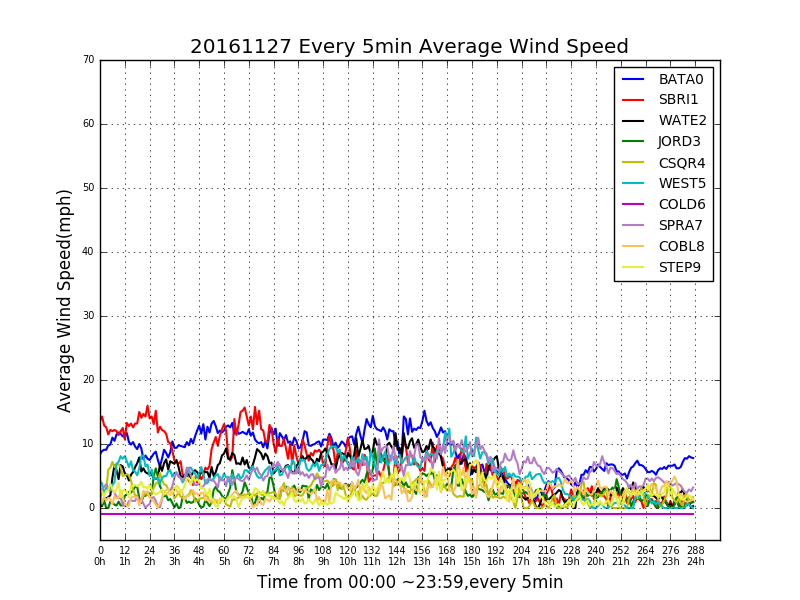 20161127 Every 5min Average Wind Speed
70
60
50
40
30
20
10
0
Average Wind Speed(mph)
BATA0
SBRI1
WATE2
JORD3
CSQR4
WEST5
COLD6
SPRA7
COBL8
STEP9
0 12 24 36 48 60 72 84 96 108 120 132 144 156 168 180 192 204 216 228 240 252 264 276 288
0h 1h 2h 3h 4h 5h 6h 7h 8h 9h 10h 11h 12h 13h 14h 15h 16h 17h 18h 19h 20h 21h 22h 23h 24h
Time from 00:00 ~23:59,every 5min